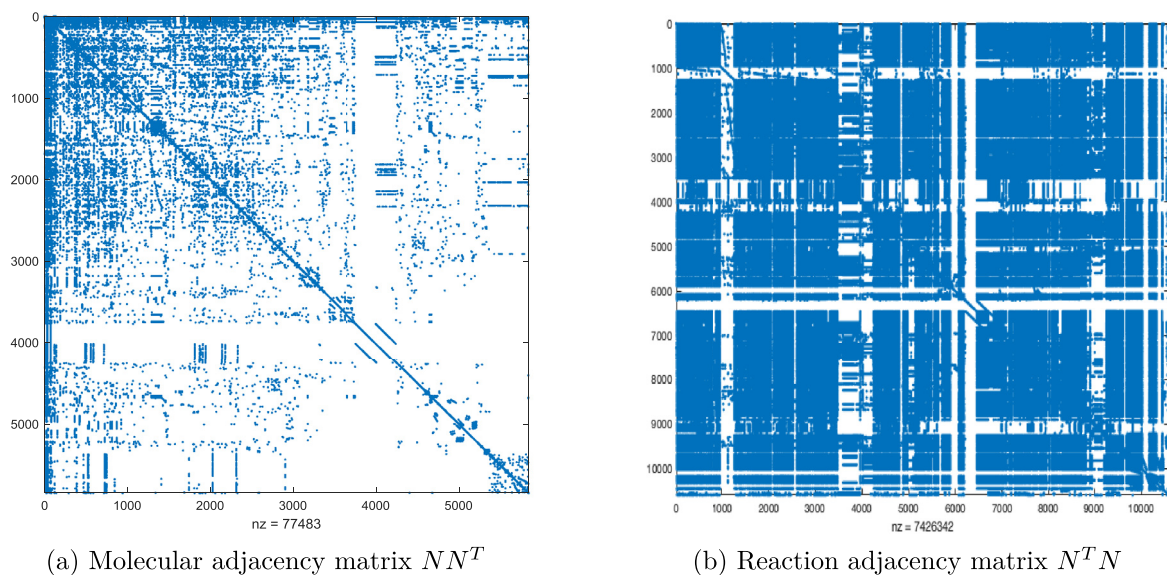 0
1000
2000
3000
4000
5000
0 1000 2000 3000 4000 5000
nz = 77483
(a) Molecular adjacency matrix NNᵀ
0
1000
2000
3000
4000
5000
6000
7000
8000
9000
10000
0 1000 2000 3000 4000 5000 6000 7000 8000 9000 10000
nz = 7426342
(b) Reaction adjacency matrix NᵀN